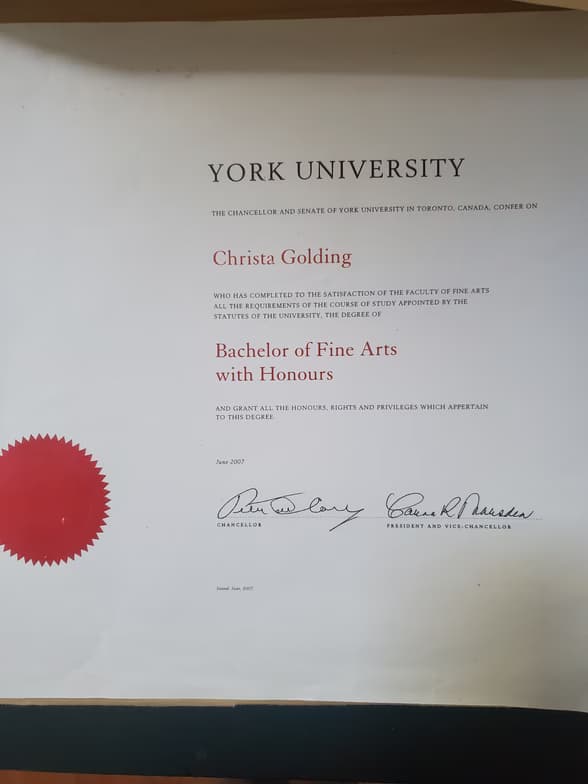 YORK UNIVERSITY
THE CHANCELLOR AND SENATE OF YORK UNIVERSITY IN TORONTO, CANADA, CONFER ON
Christa Golding
WHO HAS COMPLETED TO THE SATISFACTION OF THE FACULTY OF FINE ARTS
ALL THE REQUIREMENTS OF THE COURSE OF STUDY APPOINTED BY THE
STATUTES OF THE UNIVERSITY, THE DEGREE OF
Bachelor of Fine Arts
with Honours
AND GRANT ALL THE HONOURS, RIGHTS AND PRIVILEGES WHICH APPERTAIN
TO THIS DEGREE.
June 2007
CHANCELLOR
PRESIDENT AND VICE-CHANCELLOR
Issued: June, 2007